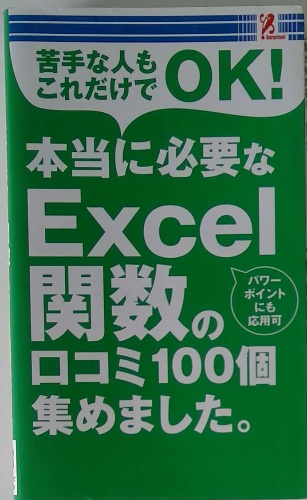 苦手な人も
これだけで
OK!
本当に必要な
Excel
関数の
パワー
ポイント
にも
応用可
口コミ100個
集めました。